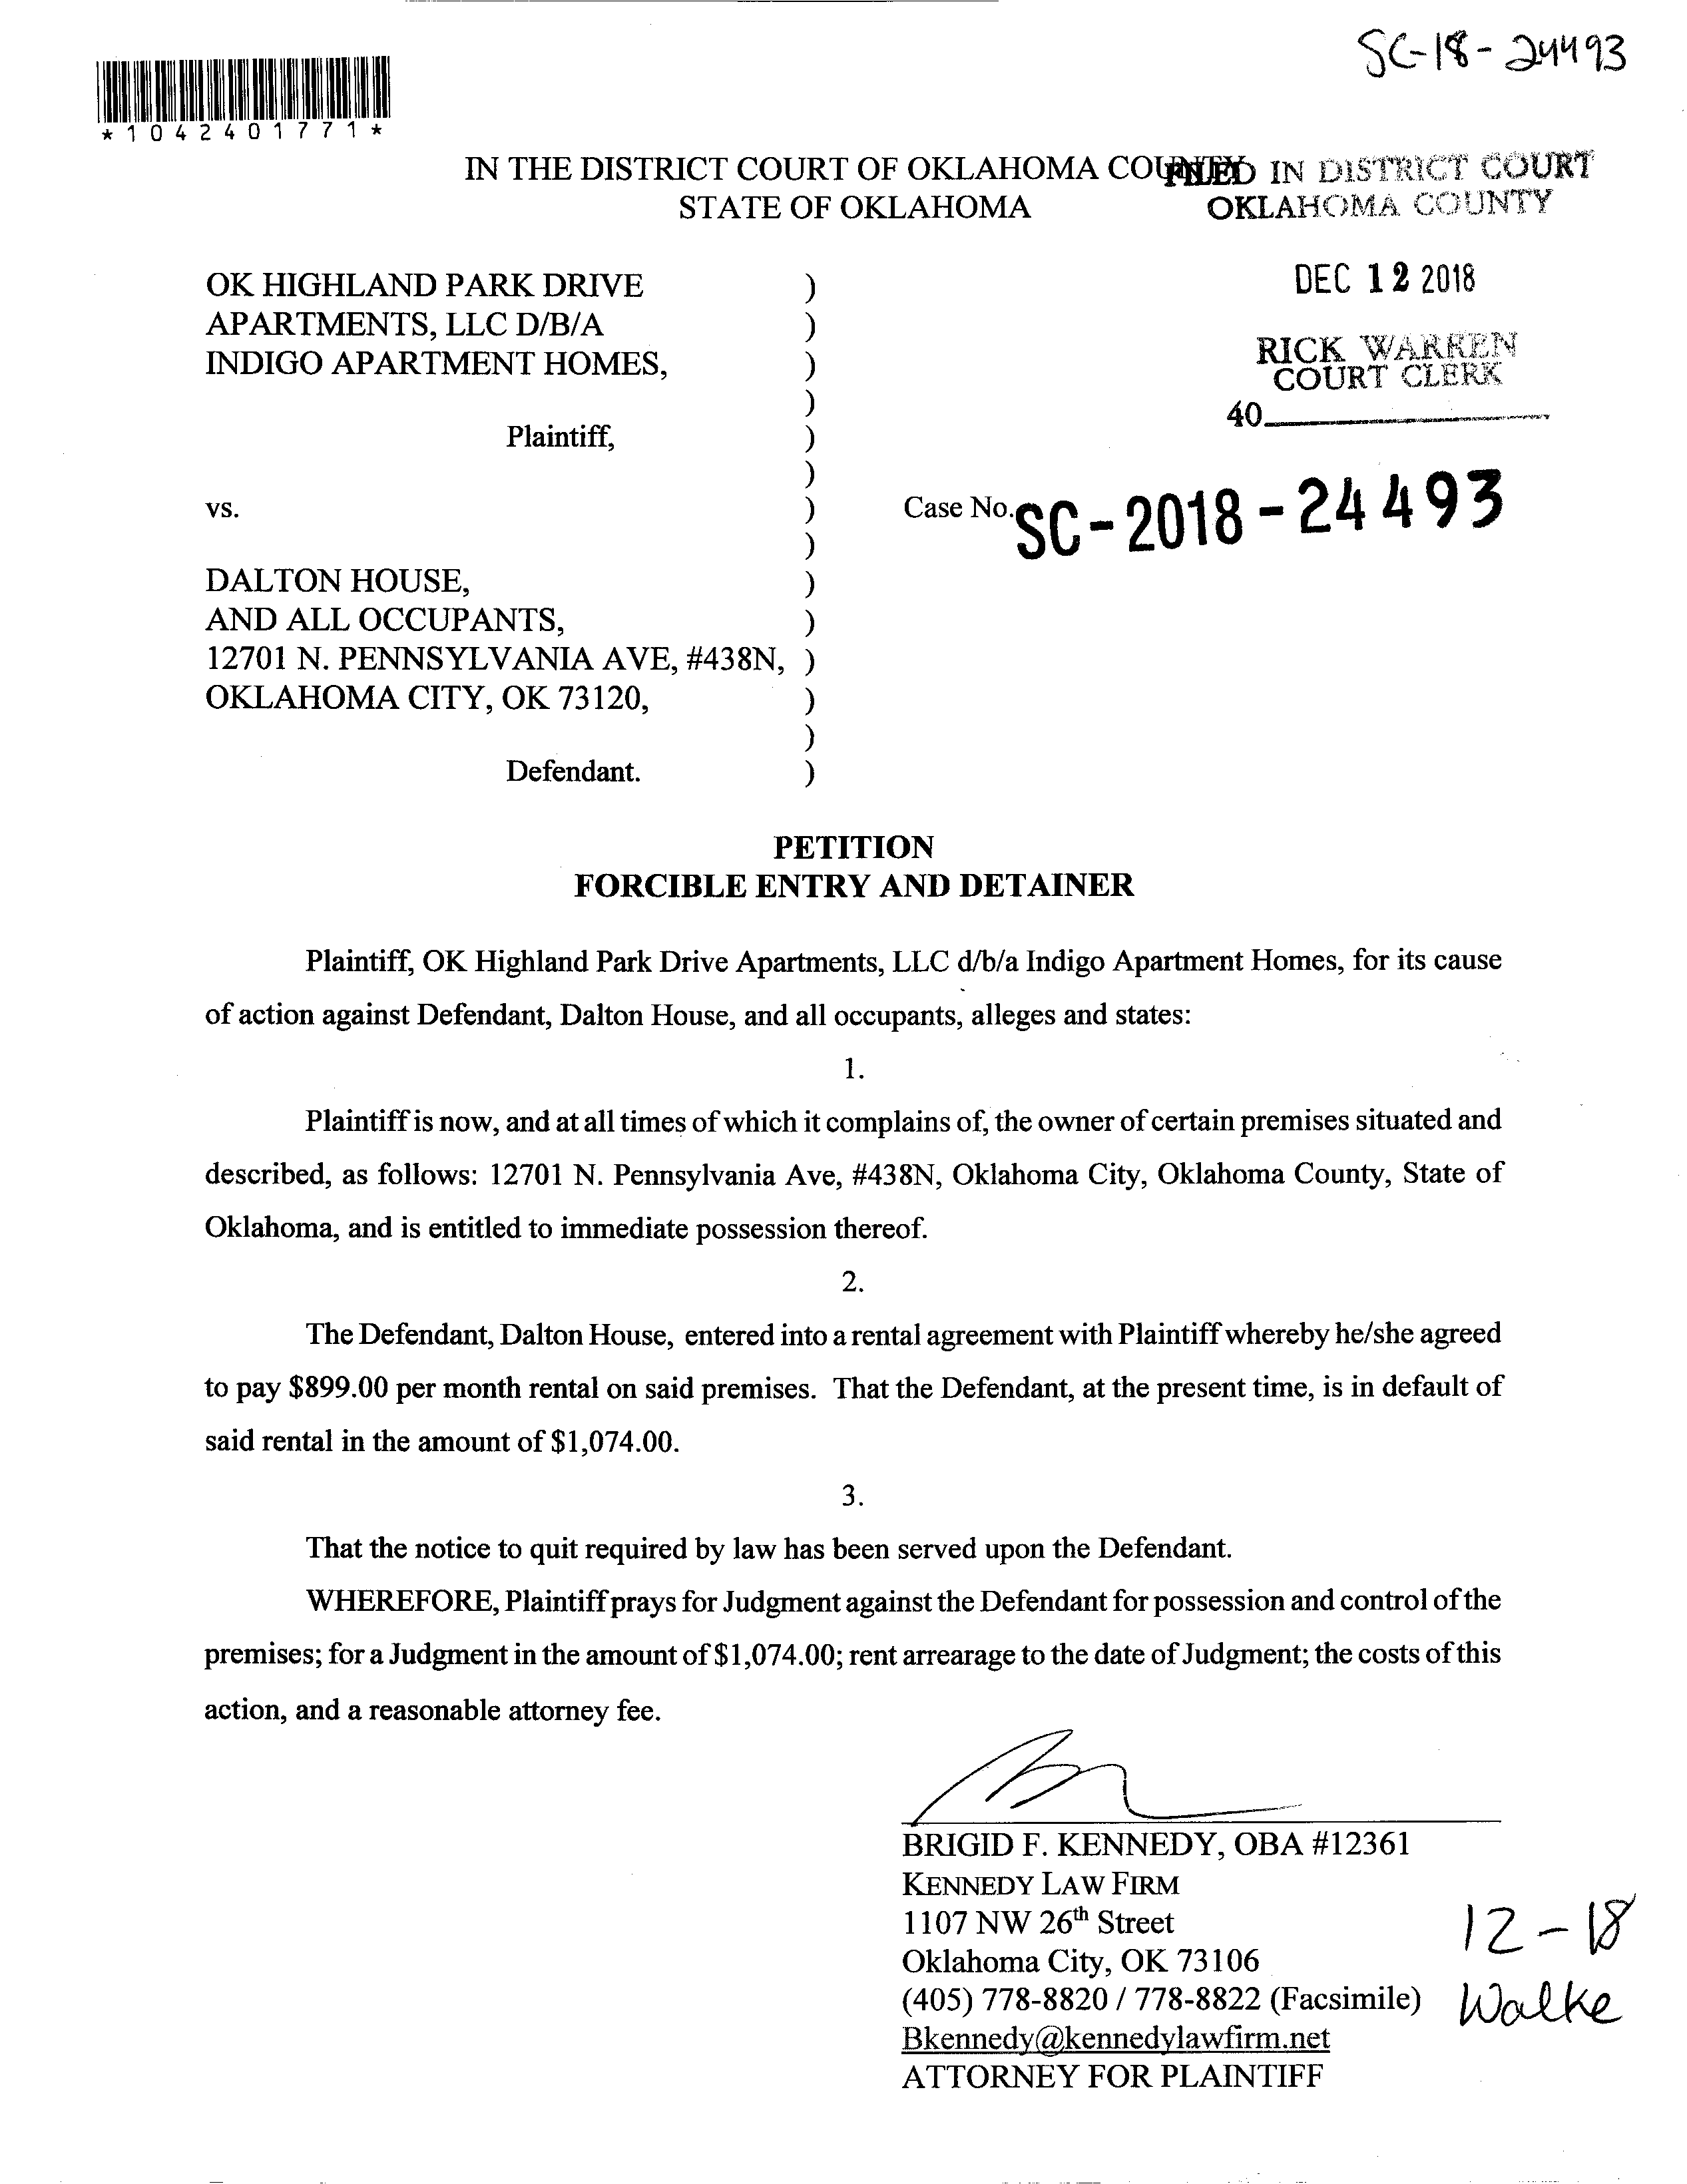 SC-18-24493
*1042401771*
IN THE DISTRICT COURT OF OKLAHOMA COUNTY
STATE OF OKLAHOMA
FILED IN DISTRICT COURT
OKLAHOMA COUNTY
DEC 12 2018
RICK WARREN
COURT CLERK
40
OK HIGHLAND PARK DRIVE )
APARTMENTS, LLC D/B/A )
INDIGO APARTMENT HOMES, )
)
Plaintiff, )
)
vs. ) Case No. SC-2018-24493
)
DALTON HOUSE, )
AND ALL OCCUPANTS, )
12701 N. PENNSYLVANIA AVE, #438N, )
OKLAHOMA CITY, OK 73120, )
)
Defendant. )
PETITION
FORCIBLE ENTRY AND DETAINER
Plaintiff, OK Highland Park Drive Apartments, LLC d/b/a Indigo Apartment Homes, for its cause
of action against Defendant, Dalton House, and all occupants, alleges and states:
1.
Plaintiff is now, and at all times of which it complains of, the owner of certain premises situated and
described, as follows: 12701 N. Pennsylvania Ave, #438N, Oklahoma City, Oklahoma County, State of
Oklahoma, and is entitled to immediate possession thereof.
2.
The Defendant, Dalton House, entered into a rental agreement with Plaintiff whereby he/she agreed
to pay $899.00 per month rental on said premises. That the Defendant, at the present time, is in default of
said rental in the amount of $1,074.00.
3.
That the notice to quit required by law has been served upon the Defendant.
WHEREFORE, Plaintiff prays for Judgment against the Defendant for possession and control of the
premises; for a Judgment in the amount of $1,074.00; rent arrearage to the date of Judgment; the costs of this
action, and a reasonable attorney fee.
BRIGID F. KENNEDY, OBA #12361
KENNEDY LAW FIRM
1107 NW 26th Street
Oklahoma City, OK 73106
(405) 778-8820 / 778-8822 (Facsimile)
Bkennedy@kennedylawfirm.net
ATTORNEY FOR PLAINTIFF
12-18
Walke